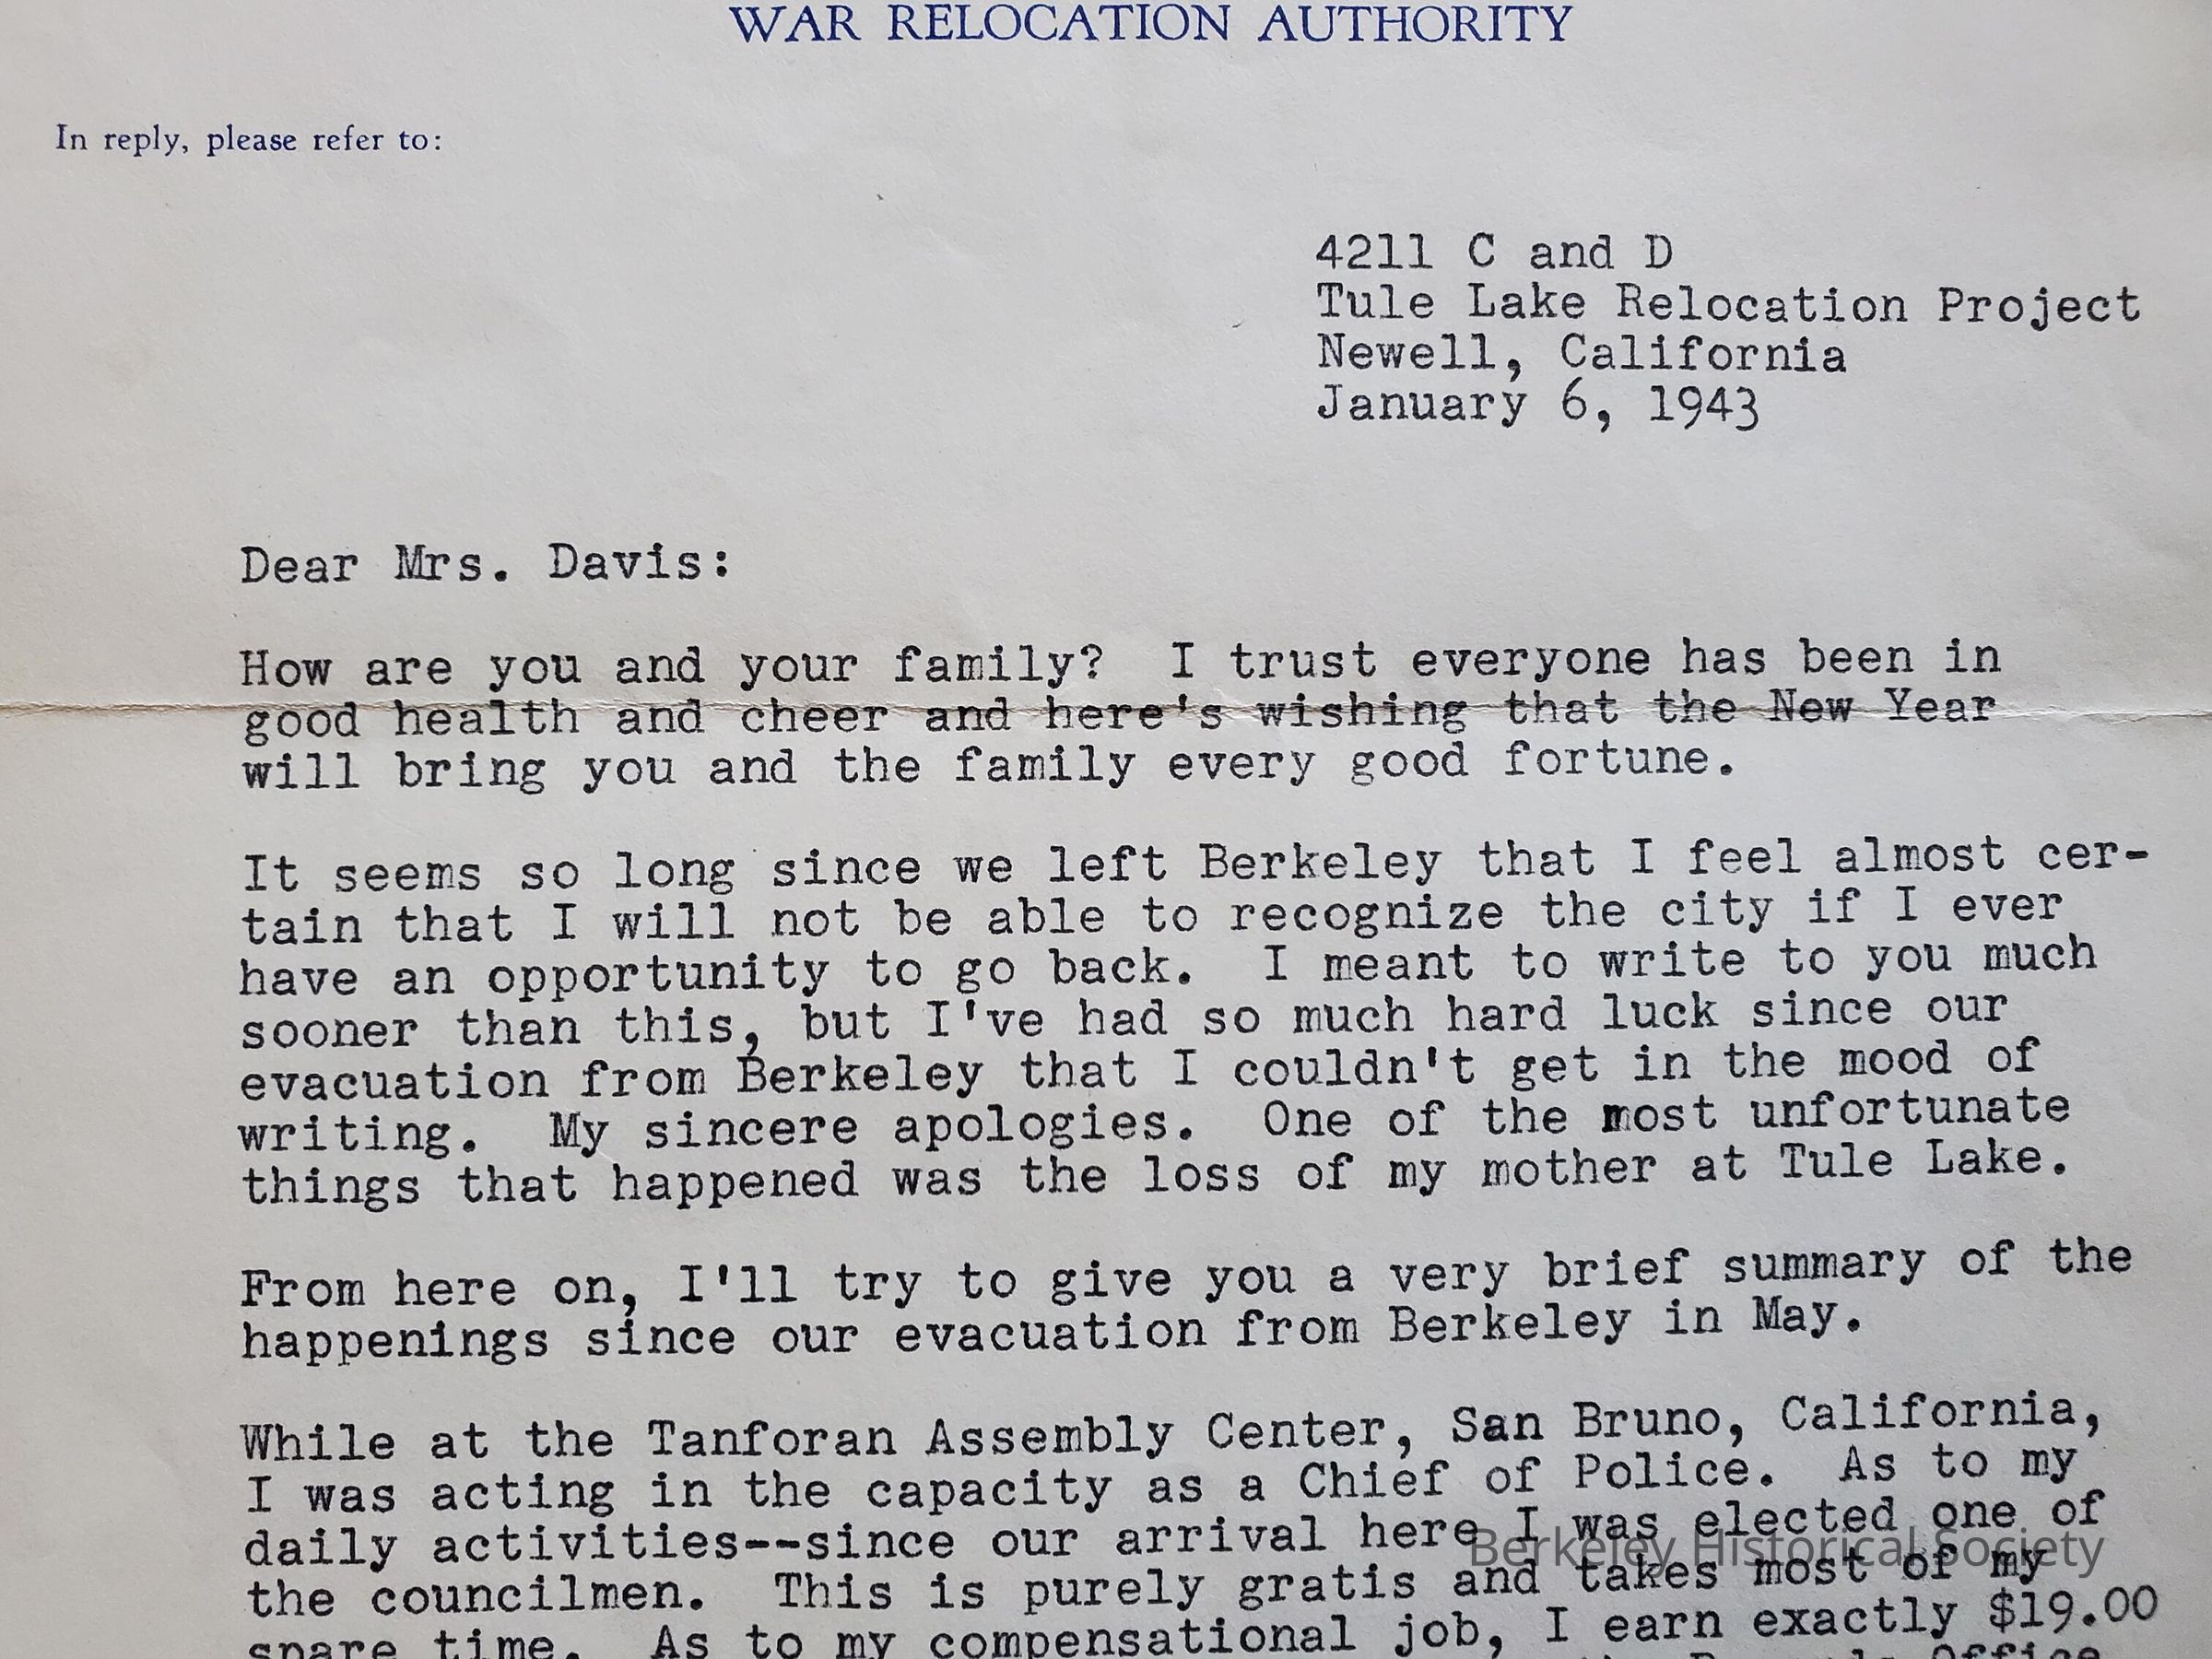 WAR RELOCATION AUTHORITY
In reply, please refer to:
4211 C and D
Tule Lake Relocation Project
Newell, California
January 6, 1943
Dear Mrs. Davis:
How are you and your family?  I trust everyone has been in
good health and cheer and here's wishing that the New Year
will bring you and the family every good fortune.
It seems so long since we left Berkeley that I feel almost cer-
tain that I will not be able to recognize the city if I ever
have an opportunity to go back.  I meant to write to you much
sooner than this, but I've had so much hard luck since our
evacuation from Berkeley that I couldn't get in the mood of
writing.  My sincere apologies.  One of the most unfortunate
things that happened was the loss of my mother at Tule Lake.
From here on, I'll try to give you a very brief summary of the
happenings since our evacuation from Berkeley in May.
While at the Tanforan Assembly Center, San Bruno, California,
I was acting in the capacity as a Chief of Police.  As to my
daily activities--since our arrival here I was elected one of
the councilmen.  This is purely gratis and takes most of my
spare time.  As to my compensational job, I earn exactly $19.00
Office
Berkeley Historical Society